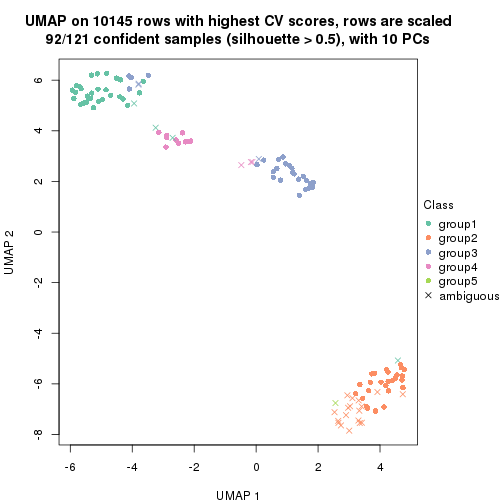 UMAP on 10145 rows with highest CV scores, rows are scaled
92/121 confident samples (silhouette > 0.5), with 10 PCs
6
4
2
0
-2
-4
-6
-8
UMAP 2
-6
-4
-2
0
2
4
UMAP 1
Class
group1
group2
group3
group4
group5
ambiguous